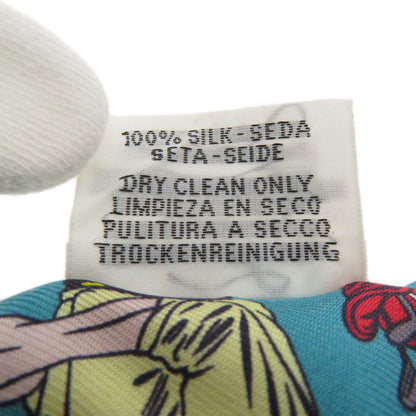 100% SILK-SEDA
SETA-SEIDE
DRY CLEAN ONLY
LIMPIEZA EN SECO
PULITURA A SECCO
TROCKENREINIGUNG